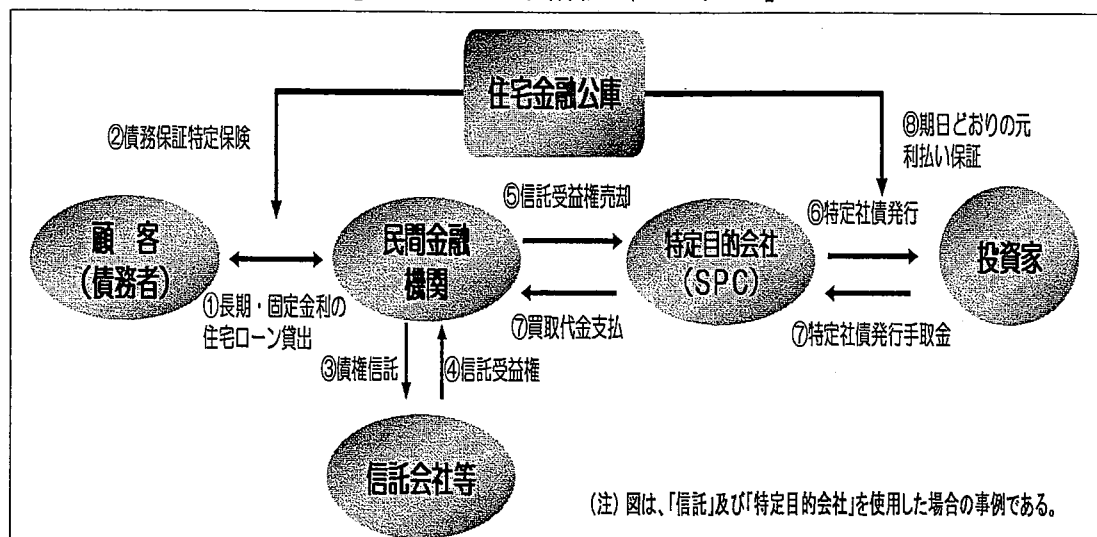 住宅金融公庫
②債務保証特定保険
⑧期日どおりの元
利払い保証
⑤信託受益権売却
⑥特定社債発行
顧 客
(債務者)
民間金融
機関
特定目的会社
(SPC)
投資家
①長期・固定金利の
住宅ローン貸出
⑦買取代金支払
⑦特定社債発行手取金
③債権信託
④信託受益権
信託会社等
(注) 図は、「信託」及び「特定目的会社」を使用した場合の事例である。